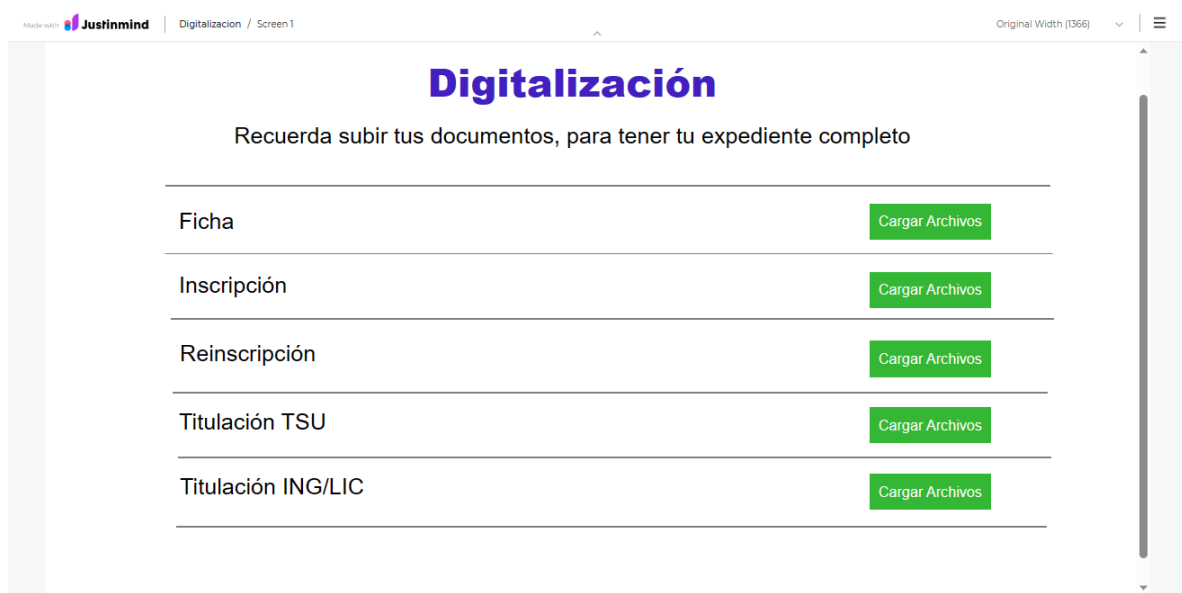 Made with Justinmind Digitalizacion / Screen 1 Original Width (1366)
Digitalización
Recuerda subir tus documentos, para tener tu expediente completo
Ficha Cargar Archivos
Inscripción Cargar Archivos
Reinscripción Cargar Archivos
Titulación TSU Cargar Archivos
Titulación ING/LIC Cargar Archivos